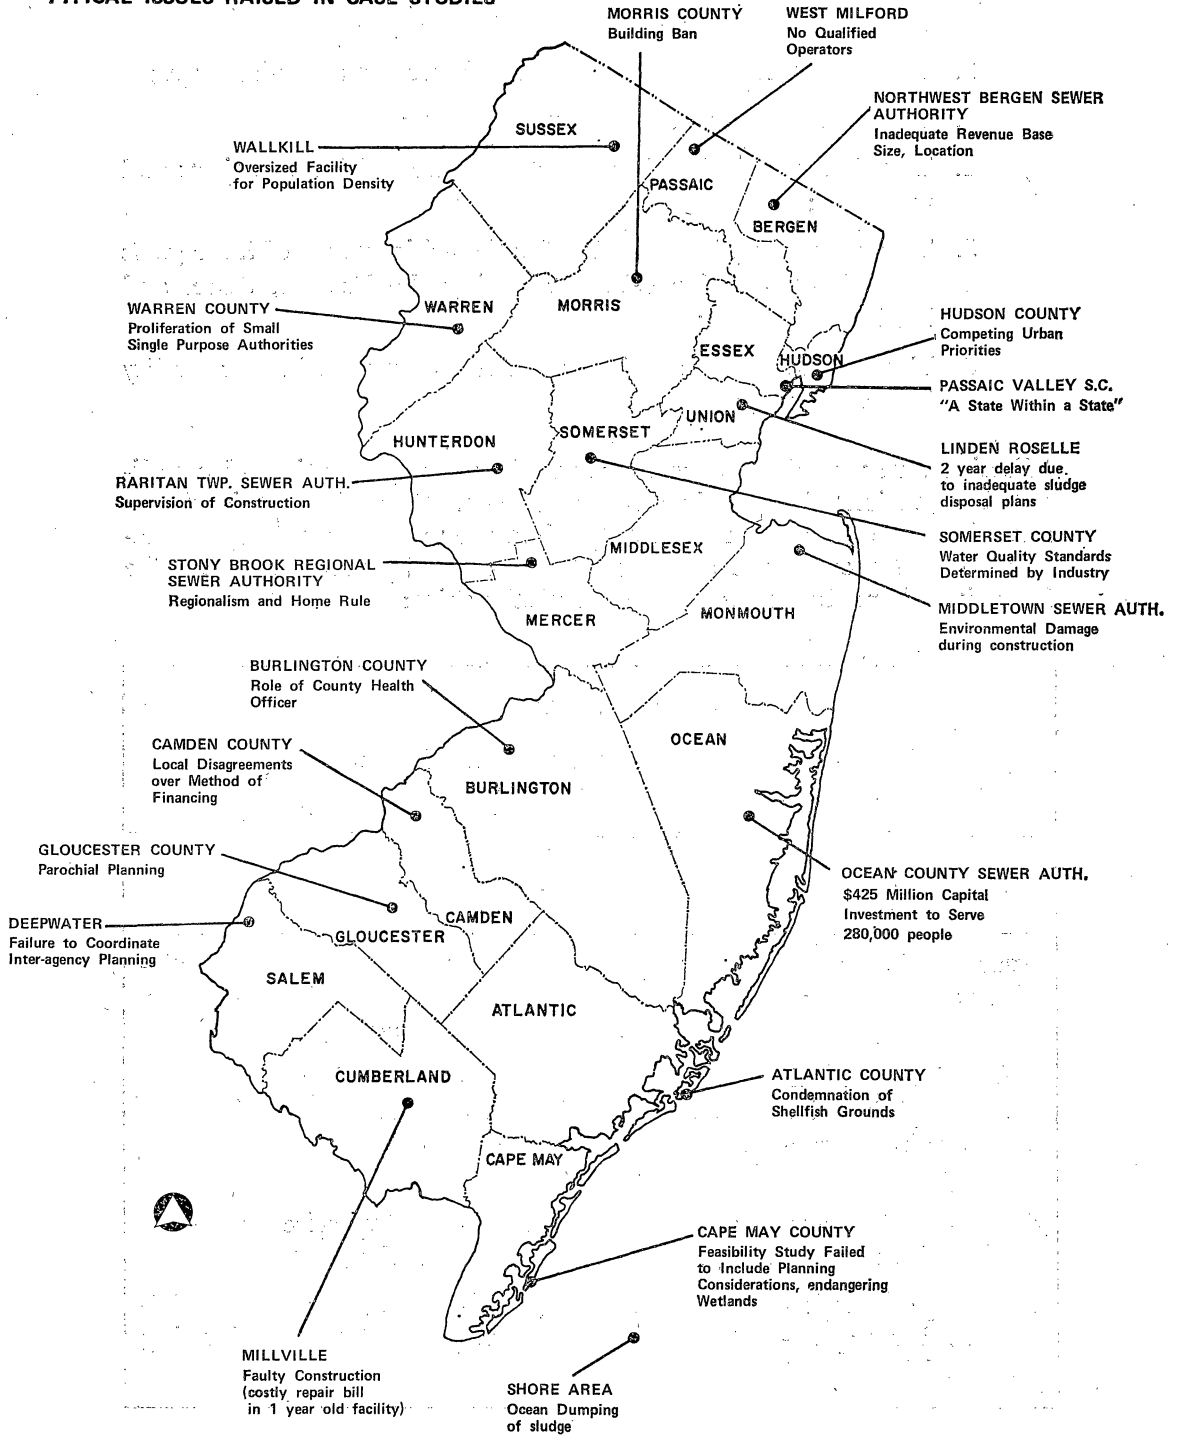 TYPICAL ISSUES RAISED IN CASE STUDIES
MORRIS COUNTY
Building Ban
WEST MILFORD
No Qualified
Operators
NORTHWEST BERGEN SEWER
AUTHORITY
Inadequate Revenue Base
Size, Location
SUSSEX
WALLKILL
Oversized Facility
for Population Density
PASSAIC
BERGEN
WARREN
MORRIS
WARREN COUNTY
Proliferation of Small
Single Purpose Authorities
ESSEX
HUDSON
HUDSON COUNTY
Competing Urban
Priorities
PASSAIC VALLEY S.C.
"A State Within a State"
UNION
SOMERSET
HUNTERDON
LINDEN ROSELLE
2 year delay due.
to inadequate sludge
disposal plans
RARITAN TWP. SEWER AUTH.
Supervision of Construction
SOMERSET COUNTY
Water Quality Standards
Determined by Industry
MIDDLESEX
STONY BROOK REGIONAL
SEWER AUTHORITY
Regionalism and Home Rule
MERCER
MONMOUTH
MIDDLETOWN SEWER AUTH.
Environmental Damage
during construction
BURLINGTON COUNTY
Role of County Health
Officer
OCEAN
CAMDEN COUNTY
Local Disagreements
over Method of
Financing
BURLINGTON
GLOUCESTER COUNTY
Parochial Planning
OCEAN COUNTY SEWER AUTH.
$425 Million Capital
Investment to Serve
280,000 people
CAMDEN
GLOUCESTER
DEEPWATER
Failure to Coordinate
Inter-agency Planning
SALEM
ATLANTIC
CUMBERLAND
ATLANTIC COUNTY
Condemnation of
Shellfish Grounds
CAPE MAY
CAPE MAY COUNTY
Feasibility Study Failed
to Include Planning
Considerations, endangering
Wetlands
MILLVILLE
Faulty Construction
(costly repair bill
in 1 year old facility)
SHORE AREA
Ocean Dumping
of sludge